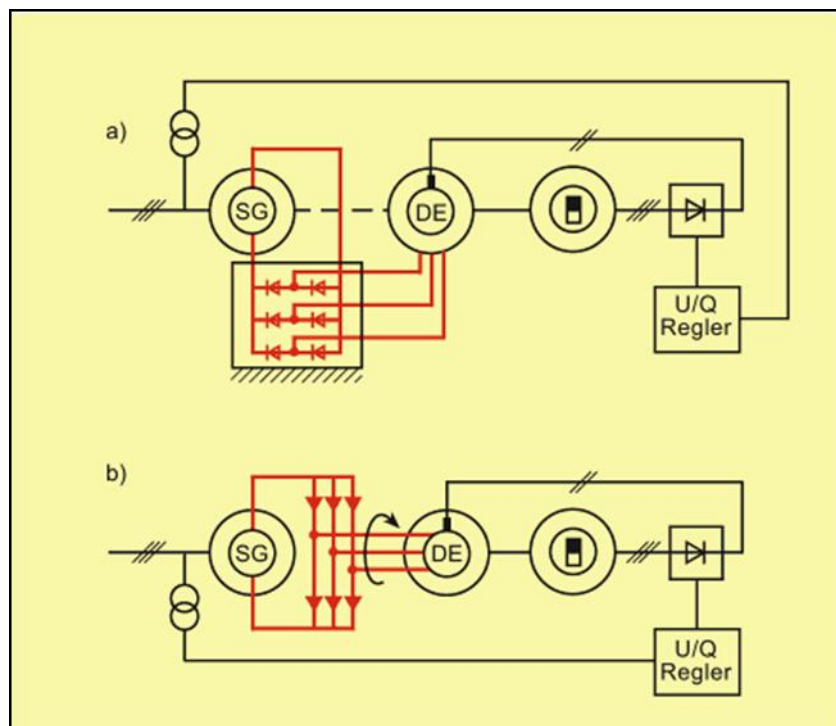 a)
SG
DE
U/Q
Regler
b)
SG
DE
U/Q
Regler